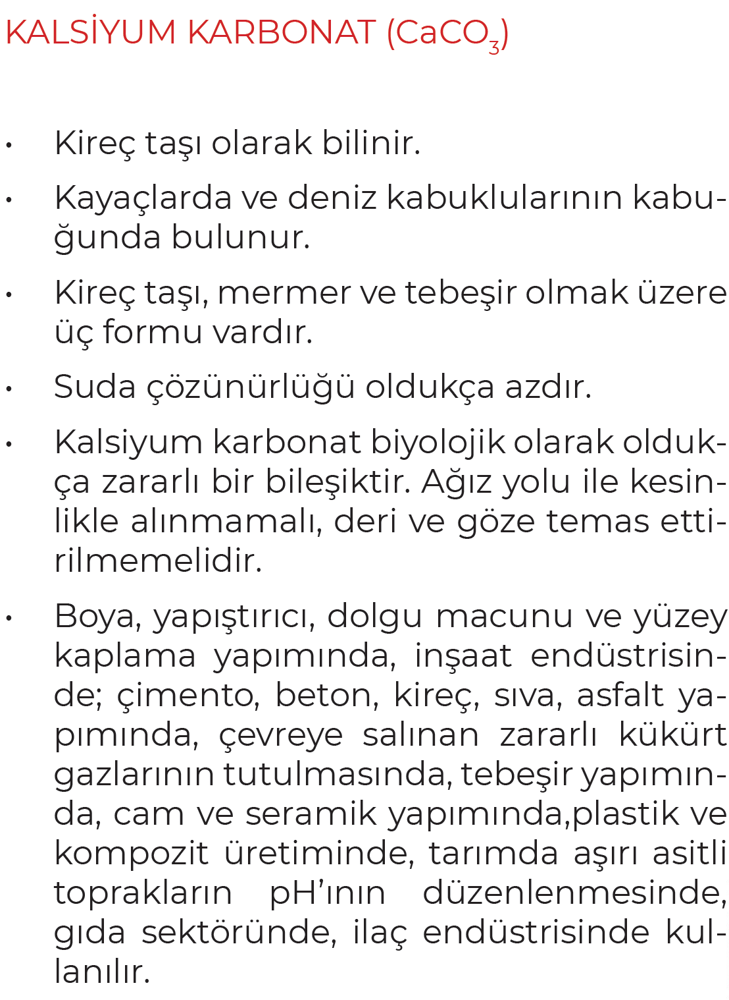 KALSİYUM KARBONAT (CaCO₃)
• Kireç taşı olarak bilinir.
• Kayaçlarda ve deniz kabuklularının kabu-
ğunda bulunur.
• Kireç taşı, mermer ve tebeşir olmak üzere
üç formu vardır.
• Suda çözünürlüğü oldukça azdır.
• Kalsiyum karbonat biyolojik olarak olduk-
ça zararlı bir bileşiktir. Ağız yolu ile kesin-
likle alınmamalı, deri ve göze temas etti-
rilmemelidir.
• Boya, yapıştırıcı, dolgu macunu ve yüzey
kaplama yapımında, inşaat endüstrisin-
de; çimento, beton, kireç, sıva, asfalt ya-
pımında, çevreye salınan zararlı kükürt
gazlarının tutulmasında, tebeşir yapımın-
da, cam ve seramik yapımında,plastik ve
kompozit üretiminde, tarımda aşırı asitli
toprakların pH’ının düzenlenmesinde,
gıda sektöründe, ilaç endüstrisinde kul-
lanılır.